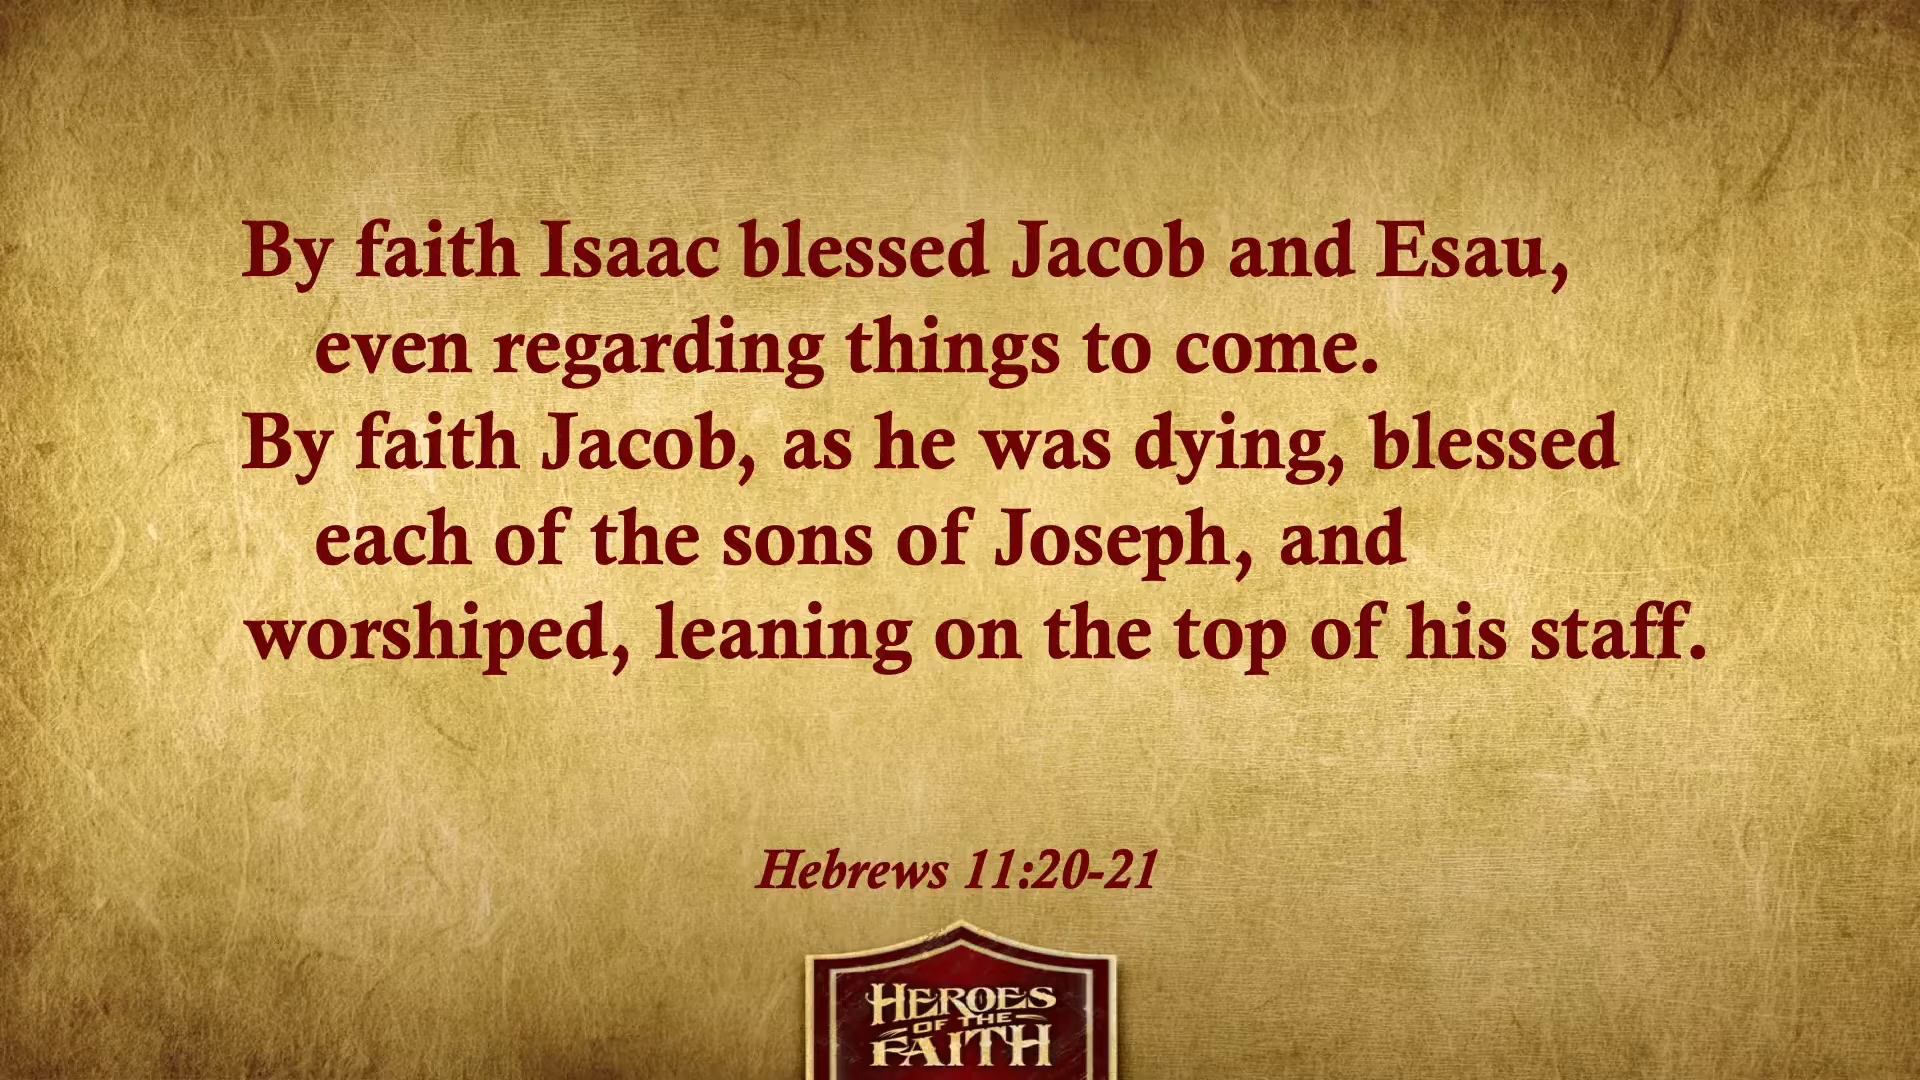 By faith Isaac blessed Jacob and Esau,
even regarding things to come.
By faith Jacob, as he was dying, blessed
each of the sons of Joseph, and
worshiped, leaning on the top of his staff.
Hebrews 11:20-21
HEROES
OF THE
FAITH